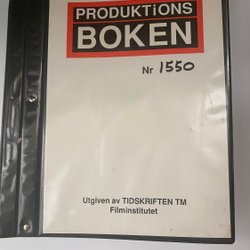 PRODUKTiONS
BOKEN
Nr 1550
Utgiven av TIDSKRIFTEN TM
Filminstitutet